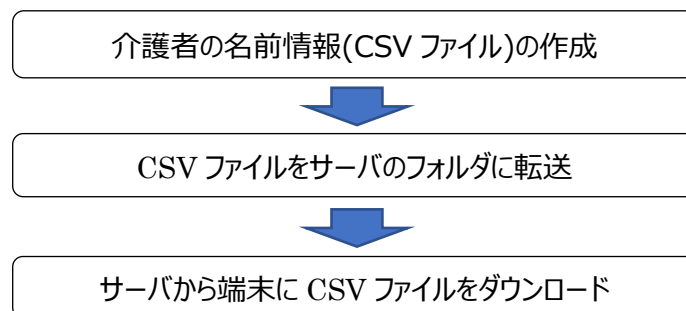 介護者の名前情報(CSV ファイル)の作成
CSV ファイルをサーバのフォルダに転送
サーバから端末に CSV ファイルをダウンロード